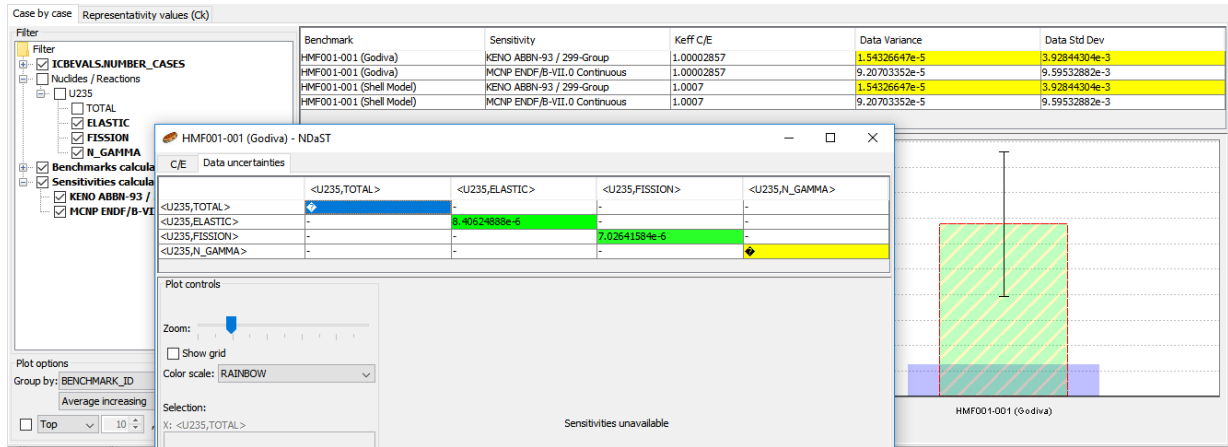 Case by case Representativity values (Ck)
Filter
Filter
ICBEVALS.NUMBER_CASES
Nuclides / Reactions
U235
TOTAL
ELASTIC
FISSION
N_GAMMA
Benchmarks calcula
Sensitivities calcula
KENO ABBN-93 /
MCNP ENDF/B-VI
Plot options
Group by: BENCHMARK_ID
Average increasing
Top 10 ,
Benchmark Sensitivity Keff C/E Data Variance Data Std Dev
HMF001-001 (Godiva) KENO ABBN-93 / 299-Group 1.00002857 1.54326647e-5 3.92844304e-3
HMF001-001 (Godiva) MCNP ENDF/B-VII.0 Continuous 1.00002857 9.20703352e-5 9.59532882e-3
HMF001-001 (Shell Model) KENO ABBN-93 / 299-Group 1.0007 1.54326647e-5 3.92844304e-3
HMF001-001 (Shell Model) MCNP ENDF/B-VII.0 Continuous 1.0007 9.20703352e-5 9.59532882e-3
HMF001-001 (Godiva) - NDaST
C/E Data uncertainties
<U235,TOTAL> <U235,ELASTIC> <U235,FISSION> <U235,N_GAMMA>
<U235,TOTAL> � - - -
<U235,ELASTIC> - 8.40624888e-6 - -
<U235,FISSION> - - 7.02641584e-6 -
<U235,N_GAMMA> - - - �
Plot controls
Zoom:
Show grid
Color scale: RAINBOW
Selection:
X: <U235,TOTAL>
Sensitivities unavailable
HMF001-001 (Godiva)